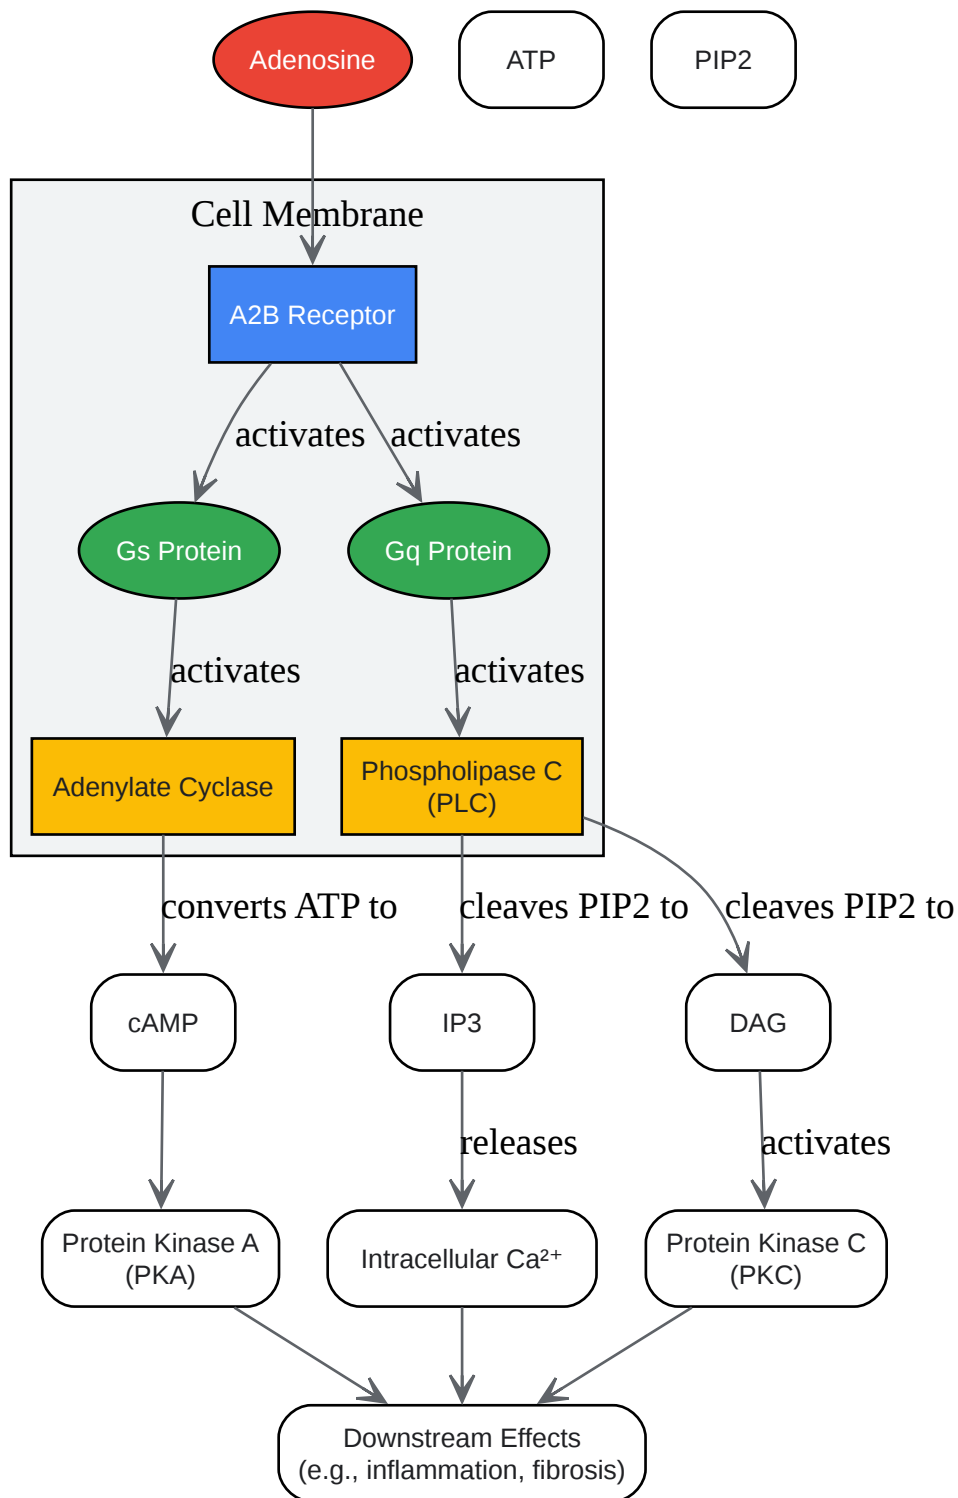 Adenosine
ATP
PIP2
Cell Membrane
A2B Receptor
activates
activates
Gs Protein
Gq Protein
activates
activates
Adenylate Cyclase
Phospholipase C
(PLC)
converts ATP to
cleaves PIP2 to
cleaves PIP2 to
cAMP
IP3
DAG
releases
activates
Protein Kinase A
(PKA)
Intracellular Ca²⁺
Protein Kinase C
(PKC)
Downstream Effects
(e.g., inflammation, fibrosis)